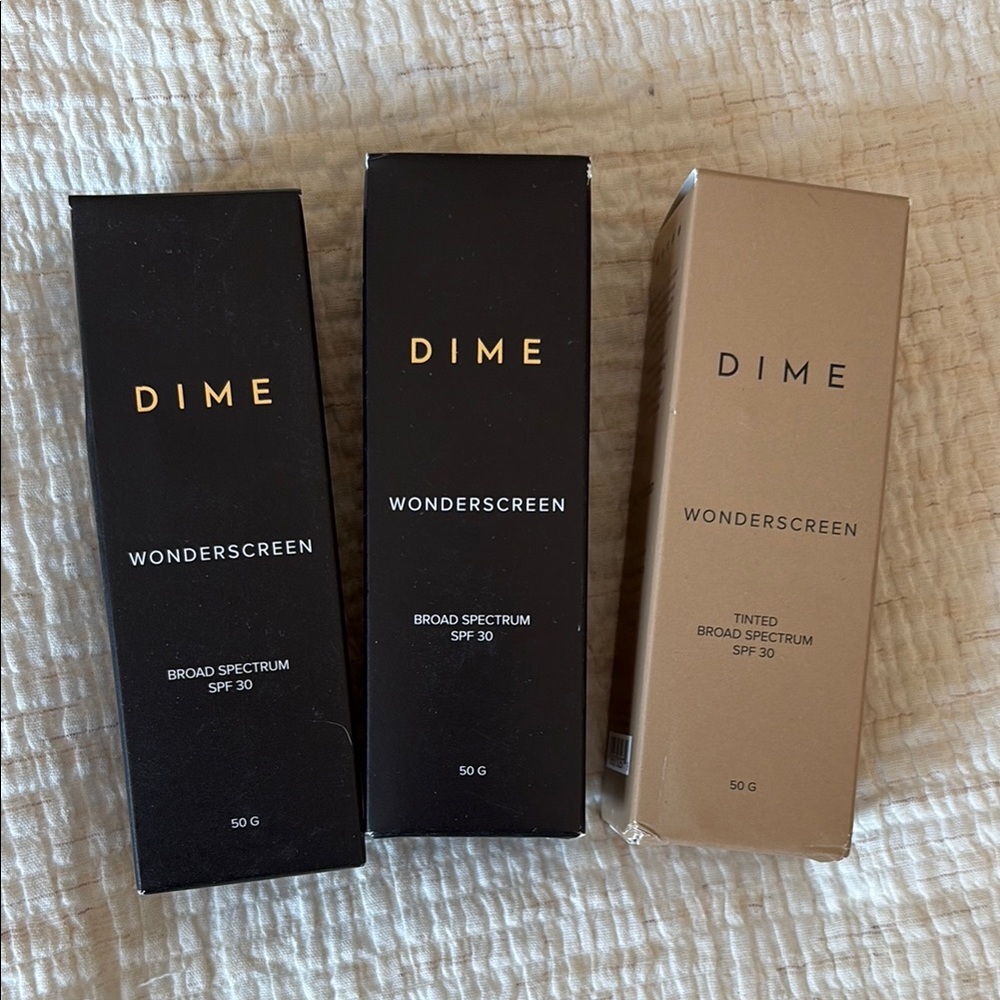 DIME
WONDERSCREEN
BROAD SPECTRUM
SPF 30
50 G
DIME
WONDERSCREEN
BROAD SPECTRUM
SPF 30
50 G
DIME
WONDERSCREEN
TINTED
BROAD SPECTRUM
SPF 30
50 G